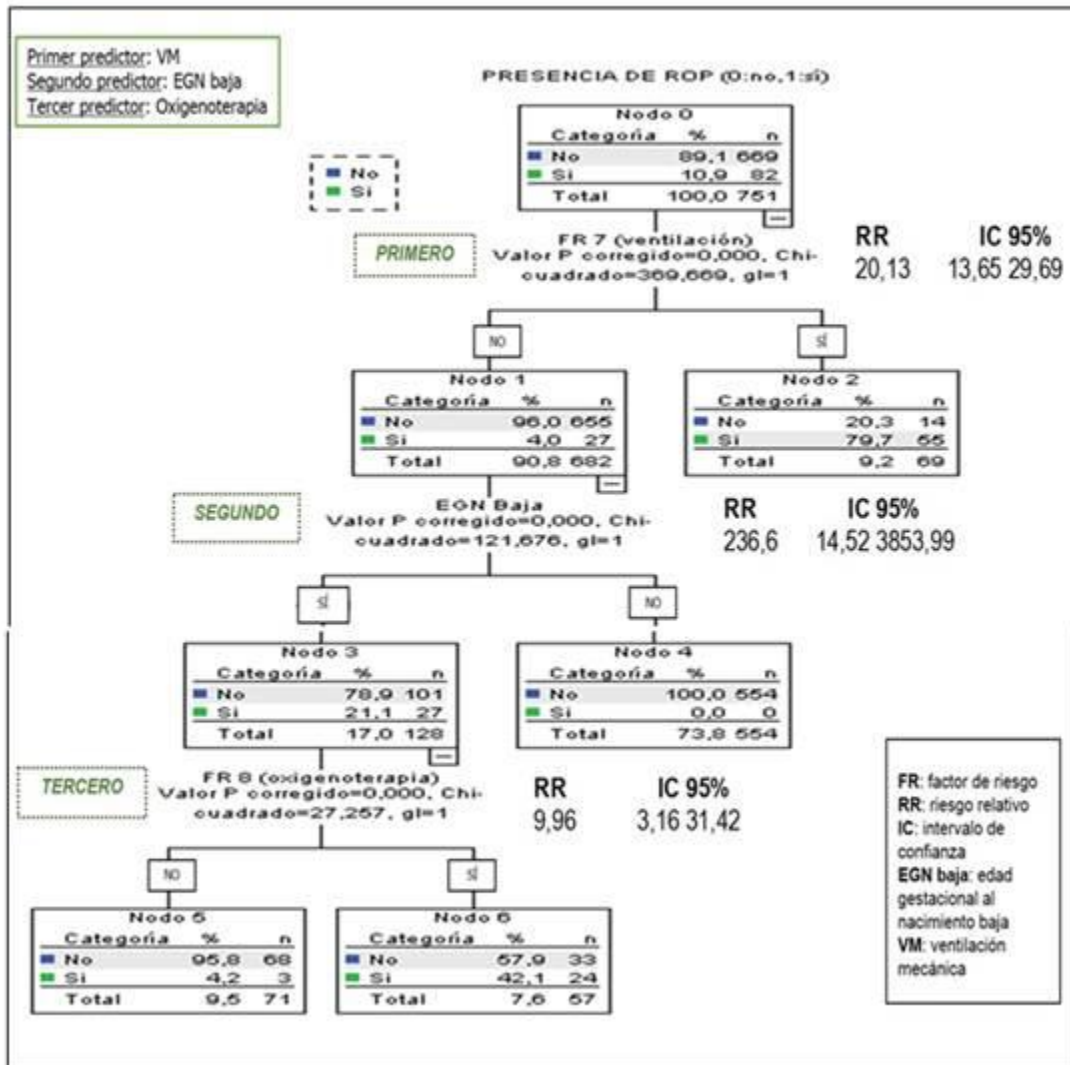 Primer predictor: VM
Segundo predictor: EGN baja
Tercer predictor: Oxigenoterapia
PRESENCIA DE ROP (0:no,1:sí)
No
Si
Nodo 0
Categoría % n
No 89,1 669
Si 10,9 82
Total 100,0 751
PRIMERO
FR 7 (ventilación)
Valor P corregido=0,000, Chi-
cuadrado=369,669, gl=1
RR IC 95%
20,13 13,65 29,69
NO
SÍ
Nodo 1
Categoría % n
No 96,0 655
Si 4,0 27
Total 90,8 682
Nodo 2
Categoría % n
No 20,3 14
Si 79,7 55
Total 9,2 69
SEGUNDO
EGN Baja
Valor P corregido=0,000, Chi-
cuadrado=121,676, gl=1
RR IC 95%
236,6 14,52 3853,99
SÍ
NO
Nodo 3
Categoría % n
No 78,9 101
Si 21,1 27
Total 17,0 128
Nodo 4
Categoría % n
No 100,0 554
Si 0,0 0
Total 73,8 554
TERCERO
FR 8 (oxigenoterapia)
Valor P corregido=0,000, Chi-
cuadrado=27,257, gl=1
RR IC 95%
9,96 3,16 31,42
NO
SÍ
Nodo 5
Categoría % n
No 95,8 68
Si 4,2 3
Total 9,5 71
Nodo 6
Categoría % n
No 57,9 33
Si 42,1 24
Total 7,6 57
FR: factor de riesgo
RR: riesgo relativo
IC: intervalo de
confianza
EGN baja: edad
gestacional al
nacimiento baja
VM: ventilación
mecánica